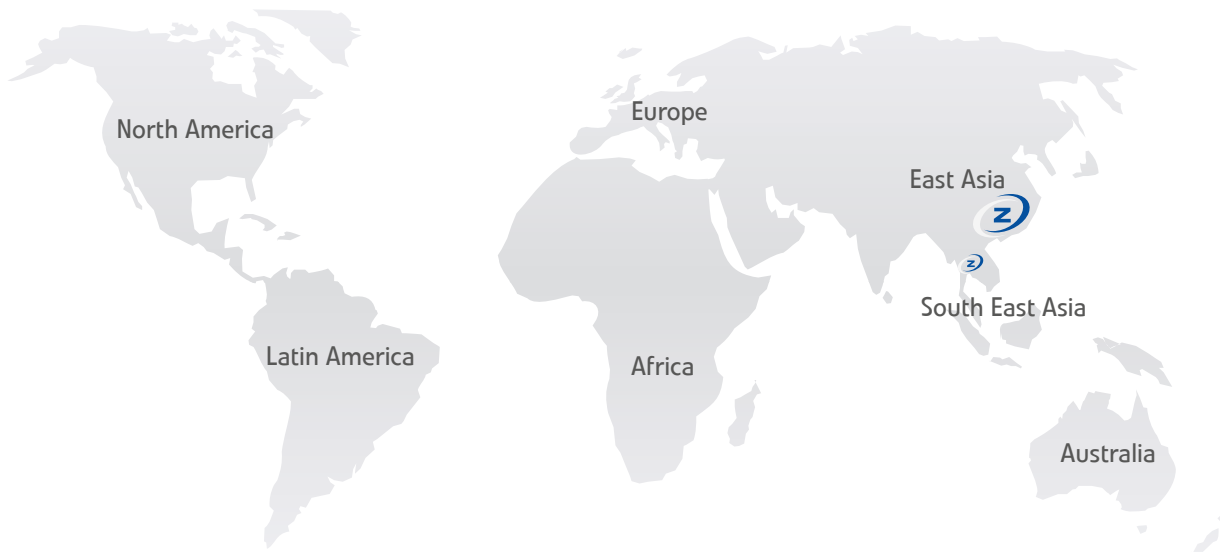 North America
Europe
East Asia
Z
Z
South East Asia
Latin America
Africa
Australia